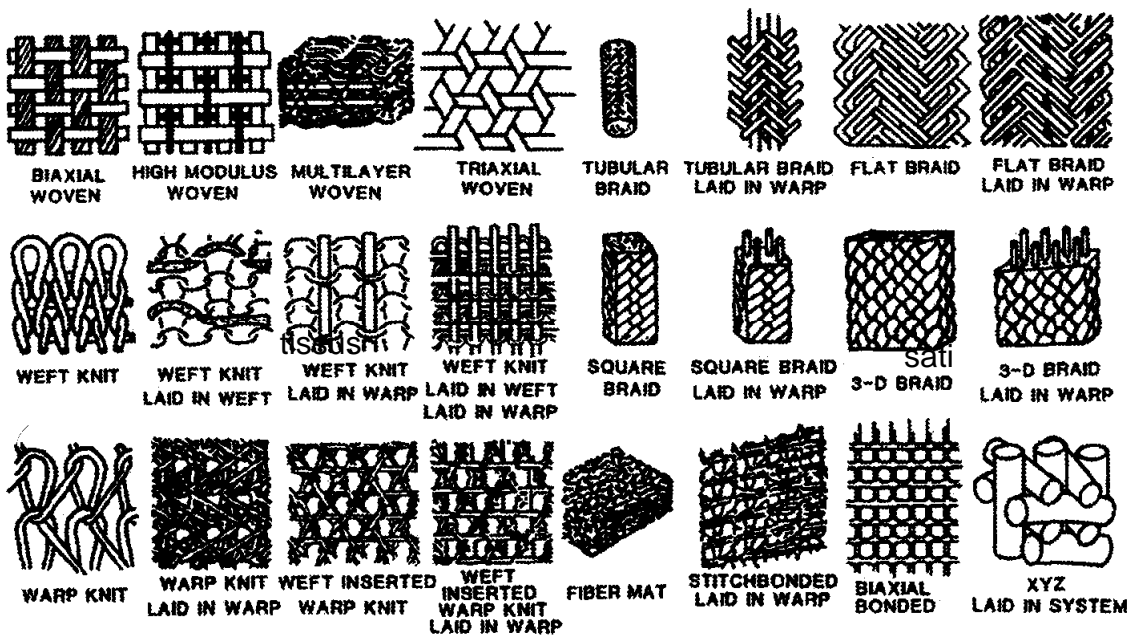 BIAXIAL
WOVEN
HIGH MODULUS
WOVEN
MULTILAYER
WOVEN
TRIAXIAL
WOVEN
TUBULAR
BRAID
TUBULAR BRAID
LAID IN WARP
FLAT BRAID
FLAT BRAID
LAID IN WARP
WEFT KNIT
WEFT KNIT
LAID IN WEFT
tissus
WEFT KNIT
LAID IN WARP
WEFT KNIT
LAID IN WEFT
LAID IN WARP
SQUARE
BRAID
SQUARE BRAID
LAID IN WARP
sati
3-D BRAID
3-D BRAID
LAID IN WARP
WARP KNIT
WARP KNIT
LAID IN WARP
WEFT INSERTED
WARP KNIT
WEFT
INSERTED
WARP KNIT
LAID IN WARP
FIBER MAT
STITCHBONDED
LAID IN WARP
BIAXIAL
BONDED
XYZ
LAID IN SYSTEM